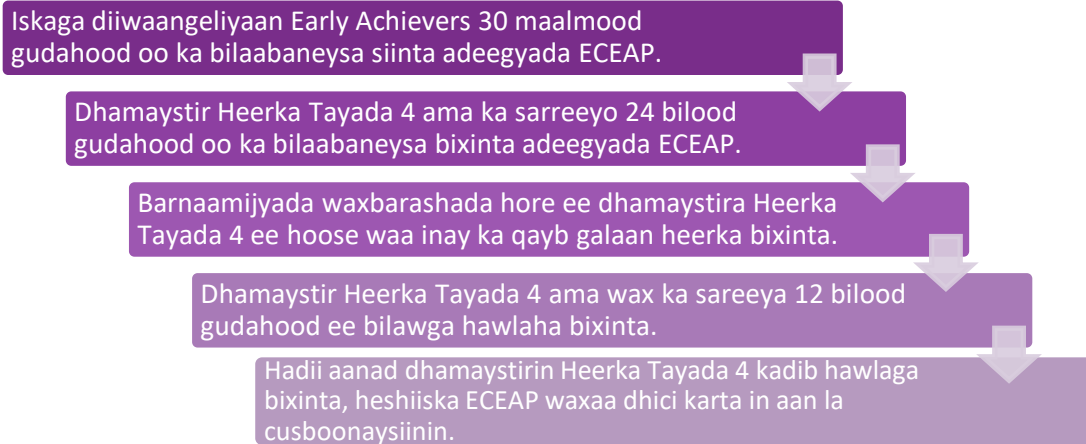 Iskaga diiwaangeliyaan Early Achievers 30 maalmood
gudahood oo ka bilaabaneysa siinta adeegyada ECEAP.
Dhamaystir Heerka Tayada 4 ama ka sarreeyo 24 bilood
gudahood oo ka bilaabaneysa bixinta adeegyada ECEAP.
Barnaamijyada waxbarashada hore ee dhamaystira Heerka
Tayada 4 ee hoose waa inay ka qayb galaan heerka bixinta.
Dhamaystir Heerka Tayada 4 ama wax ka sareeya 12 bilood
gudahood ee bilawga hawlaha bixinta.
Hadii aanad dhamaystirin Heerka Tayada 4 kadib hawlaga
bixinta, heshiiska ECEAP waxaa dhici karta in aan la
cusboonaysiinin.